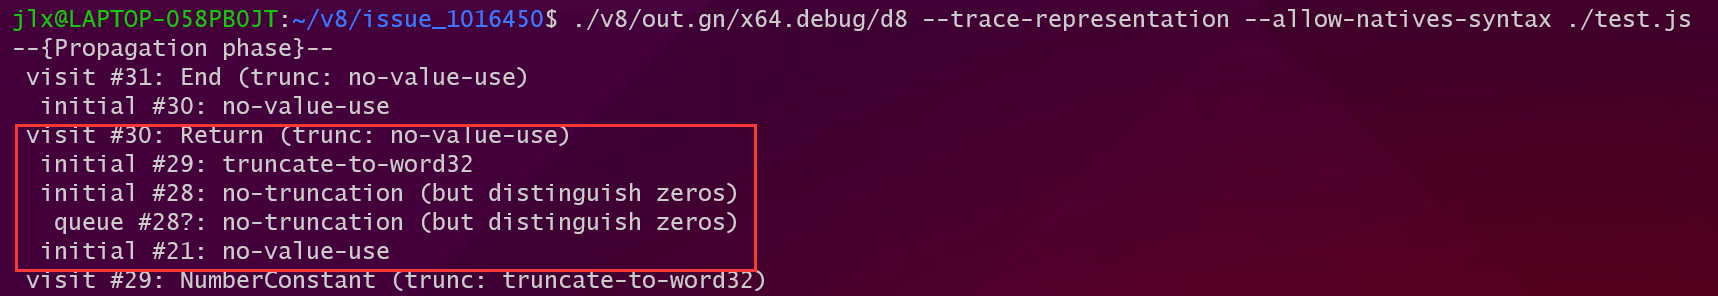 jlx@LAPTOP-058PB0JT:~/v8/issue_1016450$ ./v8/out.gn/x64.debug/d8 --trace-representation --allow-natives-syntax ./test.js
--{Propagation phase}--
 visit #31: End (trunc: no-value-use)
  initial #30: no-value-use
 visit #30: Return (trunc: no-value-use)
  initial #29: truncate-to-word32
  initial #28: no-truncation (but distinguish zeros)
   queue #28?: no-truncation (but distinguish zeros)
  initial #21: no-value-use
 visit #29: NumberConstant (trunc: truncate-to-word32)